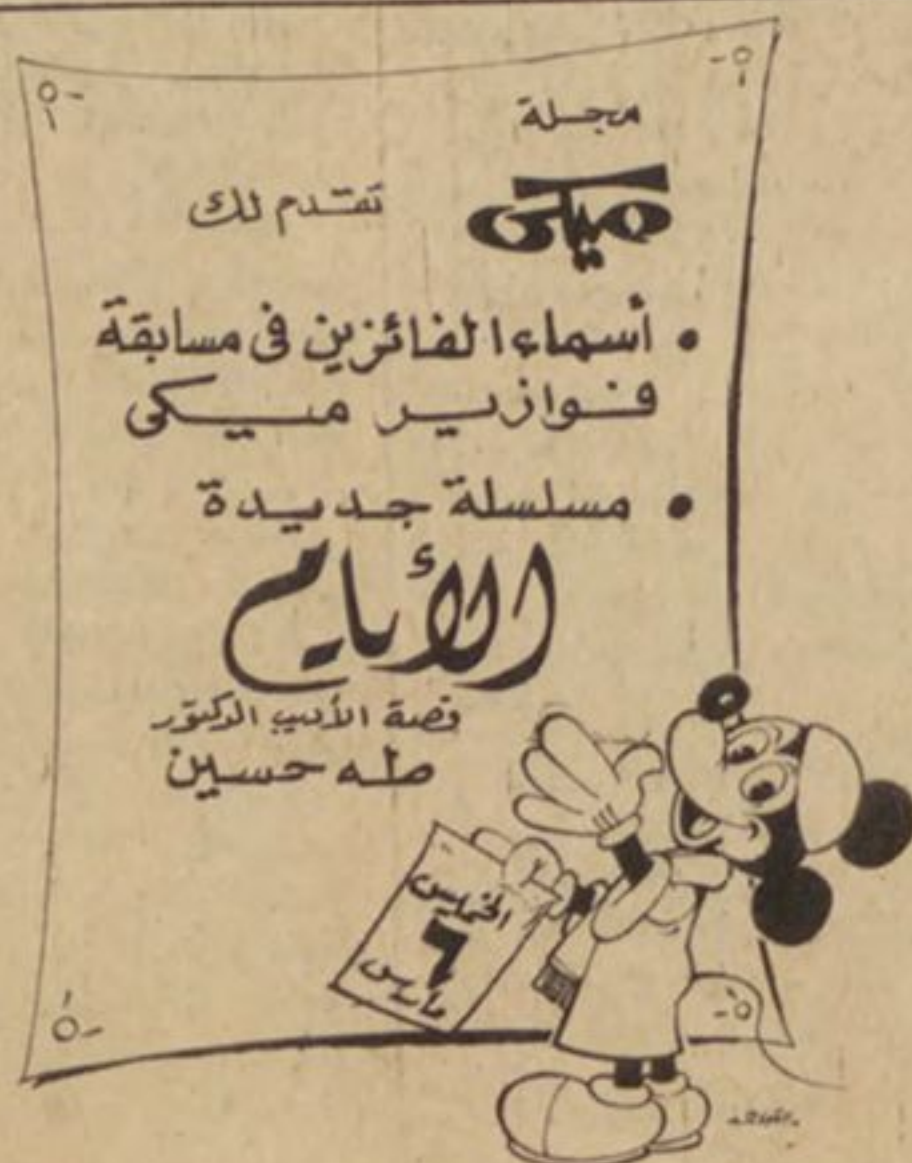 مجلة
ميكى تقدم لك
• أسماء الفائزين فى مسابقة
فوازير ميكى
• مسلسلة جديدة
الأيام
قصة الأديب الدكتور
طه حسين
الخميس
٦
مارس